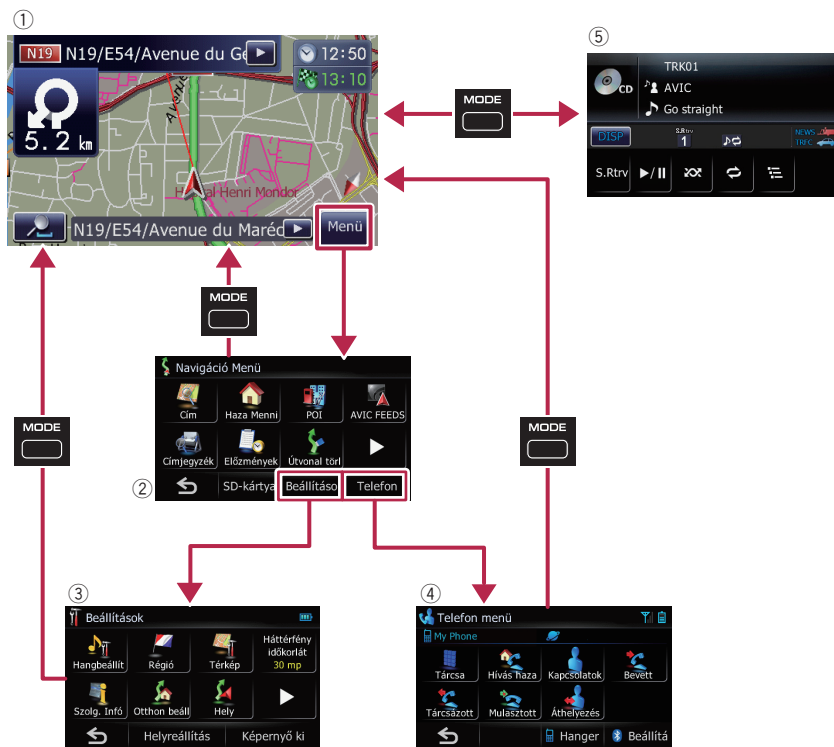 ①
N19 N19/E54/Avenue du Ge
12:50
13:10
5.2 km
Avenue
Hôpital Henri Mondor
N19/E54/Avenue du Maréc
Menü
MODE
⑤
TRK01
CD
AVIC
Go straight
DISP
S.Rtrv
1
NEWS
TRFC
S.Rtrv
MODE
Navigáció Menü
Cím
Haza Menni
POI
AVIC FEEDS
Címjegyzék
Előzmények
Útvonal törl
②
SD-kártya
Beállításo
Telefon
MODE
MODE
③
Beállítások
Hangbeállít
Régió
Térkép
Háttérfény
időkorlát
30 mp
Szolg. Infó
Otthon beáll
Hely
Helyreállítás
Képernyő ki
④
Telefon menü
My Phone
Tárcsa
Hívás haza
Kapcsolatok
Bevett
Tárcsázott
Mulasztott
Áthelyezés
Hanger
Beállítá